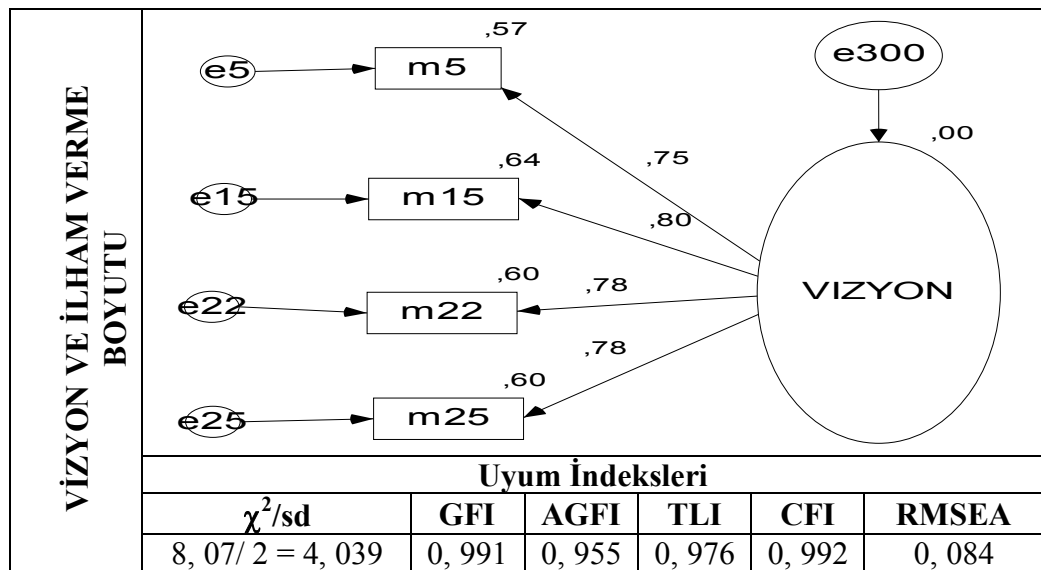 VİZYON VE İLHAM VERME
BOYUTU
,57
e5 m5
e300
,00
,75
,64
e15 m15
,80
,60
,78
e22 m22
VIZYON
,78
,60
e25 m25
Uyum İndeksleri
χ²/sd GFI AGFI TLI CFI RMSEA
8, 07/ 2 = 4, 039 0, 991 0, 955 0, 976 0, 992 0, 084